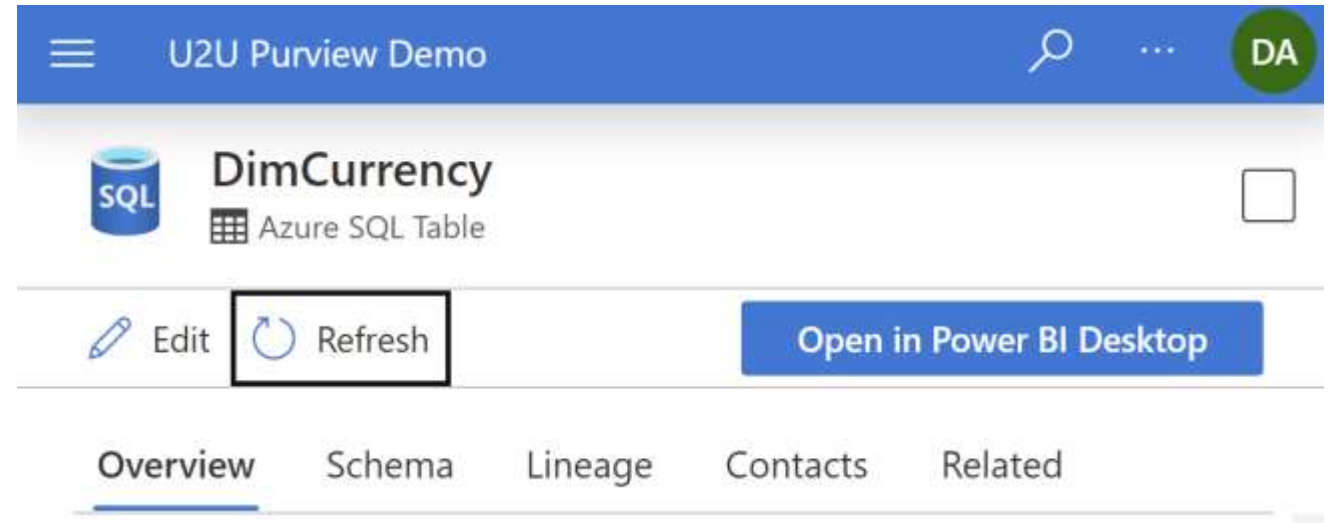 U2U Purview Demo ... DA
DimCurrency
SQL
Azure SQL Table
Edit Refresh Open in Power BI Desktop
Overview Schema Lineage Contacts Related